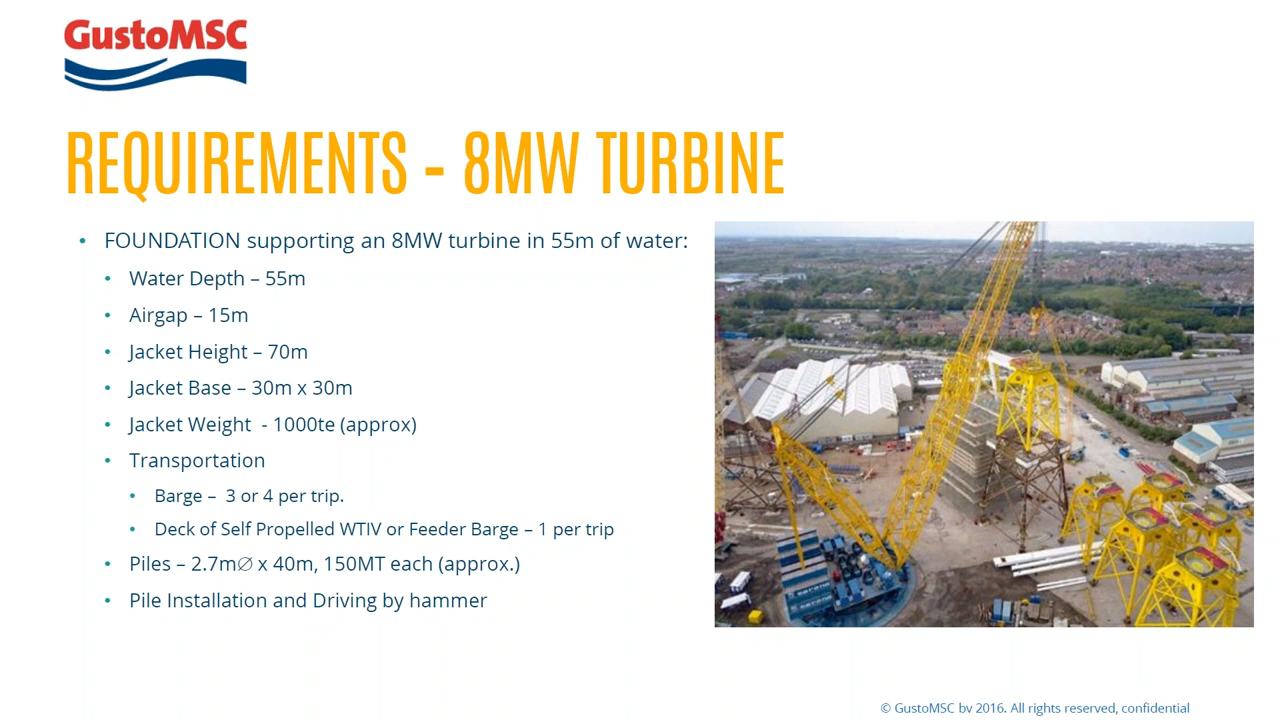 GustoMSC
REQUIREMENTS – 8MW TURBINE
• FOUNDATION supporting an 8MW turbine in 55m of water:
• Water Depth – 55m
• Airgap – 15m
• Jacket Height – 70m
• Jacket Base – 30m x 30m
• Jacket Weight - 1000te (approx)
• Transportation
• Barge – 3 or 4 per trip.
• Deck of Self Propelled WTIV or Feeder Barge – 1 per trip
• Piles – 2.7m∅ x 40m, 150MT each (approx.)
• Pile Installation and Driving by hammer
© GustoMSC bv 2016. All rights reserved, confidential